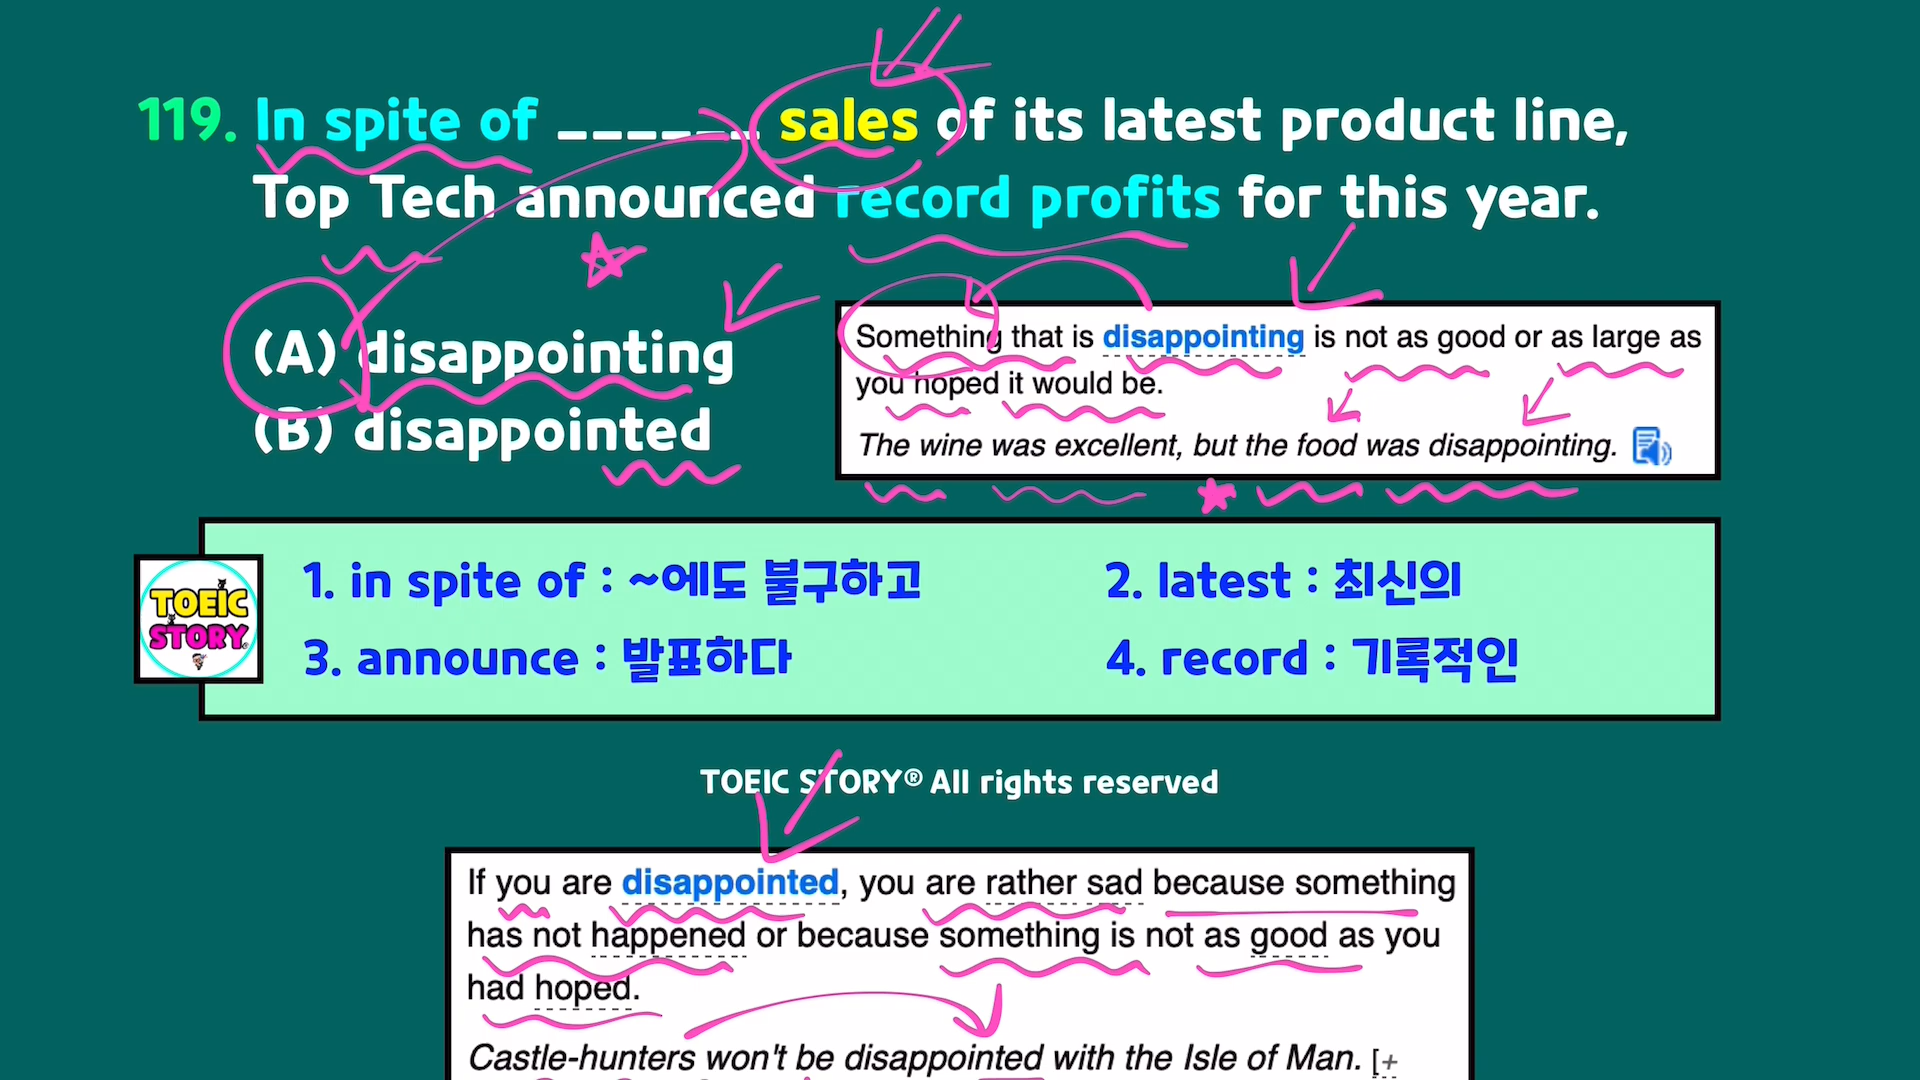 119. In spite of ______ sales of its latest product line,
Top Tech announced record profits for this year.
(A) disappointing
(B) disappointed
Something that is disappointing is not as good or as large as
you hoped it would be.
The wine was excellent, but the food was disappointing.
1. in spite of : ~에도 불구하고
2. latest : 최신의
3. announce : 발표하다
4. record : 기록적인
TOEIC
STORY
TOEIC STORY® All rights reserved
If you are disappointed, you are rather sad because something
has not happened or because something is not as good as you
had hoped.
Castle-hunters won't be disappointed with the Isle of Man. [+